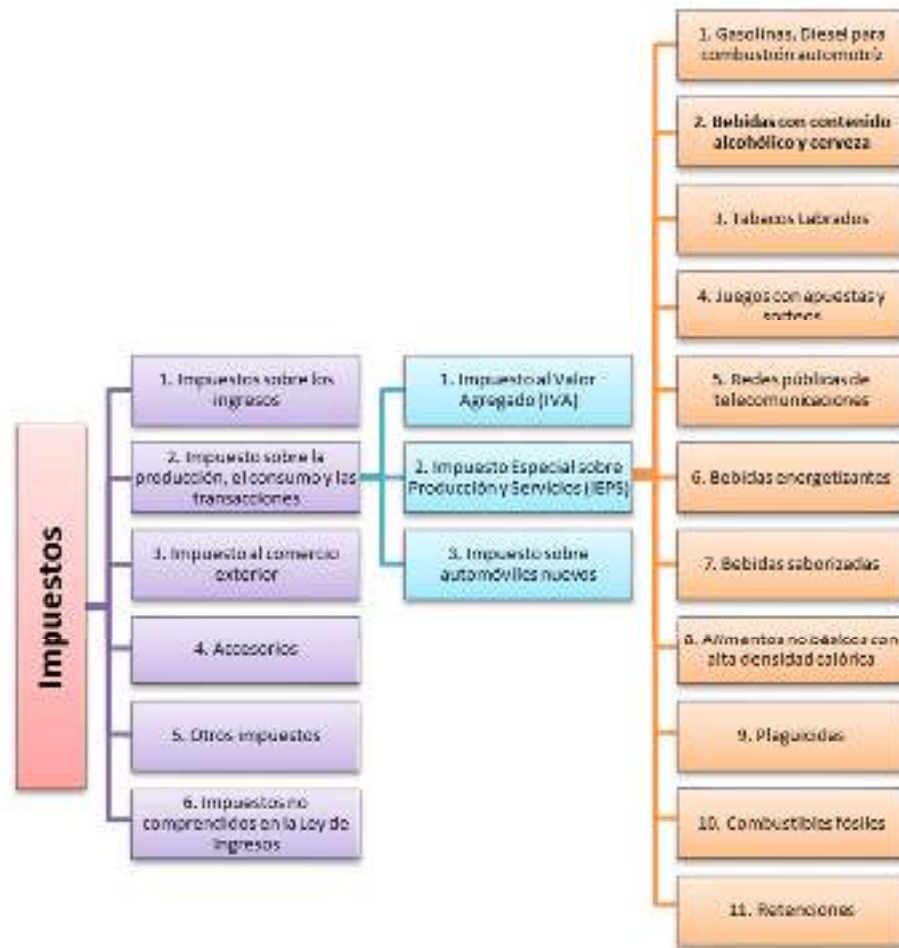 Impuestos
1. Impuestos sobre los
ingresos
2. Impuesto sobre la
producción, el consumo y las
transacciones
3. Impuesto al comercio
exterior
4. Accesorios
5. Otros impuestos
6. Impuestos no
comprendidos en la Ley de
Ingresos
1. Impuesto al Valor
Agregado (IVA)
2. Impuesto Especial sobre
Producción y Servicios (IEPS)
3. Impuesto sobre
automóviles nuevos
1. Gasolinas, Diesel para
combustión automotriz
2. Bebidas con contenido
alcohólico y cerveza
3. Tabacos Labrados
4. Juegos con apuestas y
sorteos
5. Redes públicas de
telecomunicaciones
6. Bebidas energetizantes
7. Bebidas saborizadas
8. Alimentos no básicos con
alta densidad calórica
9. Plaguicidas
10. Combustibles fósiles
11. Retenciones